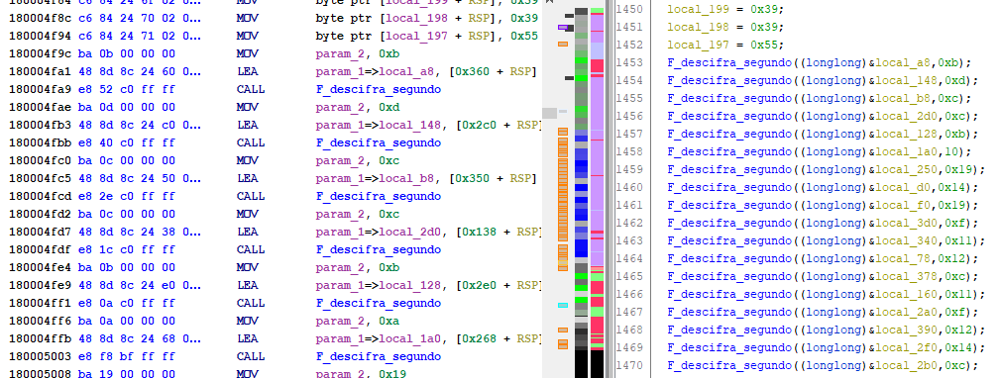 180004f84 c6 84 24 6f 02 0... MOV byte ptr [local_199 + RSP], 0x39
180004f8c c6 84 24 70 02 0... MOV byte ptr [local_198 + RSP], 0x39
180004f94 c6 84 24 71 02 0... MOV byte ptr [local_197 + RSP], 0x55
180004f9c ba 0b 00 00 00 MOV param_2, 0xb
180004fa1 48 8d 8c 24 60 0... LEA param_1=>local_a8, [0x360 + RSP]
180004fa9 e8 52 c0 ff ff CALL F_descifra_segundo
180004fae ba 0d 00 00 00 MOV param_2, 0xd
180004fb3 48 8d 8c 24 c0 0... LEA param_1=>local_148, [0x2c0 + RSP]
180004fbb e8 40 c0 ff ff CALL F_descifra_segundo
180004fc0 ba 0c 00 00 00 MOV param_2, 0xc
180004fc5 48 8d 8c 24 50 0... LEA param_1=>local_b8, [0x350 + RSP]
180004fcd e8 2e c0 ff ff CALL F_descifra_segundo
180004fd2 ba 0c 00 00 00 MOV param_2, 0xc
180004fd7 48 8d 8c 24 38 0... LEA param_1=>local_2d0, [0x138 + RSP]
180004fdf e8 1c c0 ff ff CALL F_descifra_segundo
180004fe4 ba 0b 00 00 00 MOV param_2, 0xb
180004fe9 48 8d 8c 24 e0 0... LEA param_1=>local_128, [0x2e0 + RSP]
180004ff1 e8 0a c0 ff ff CALL F_descifra_segundo
180004ff6 ba 0a 00 00 00 MOV param_2, 0xa
180004ffb 48 8d 8c 24 68 0... LEA param_1=>local_1a0, [0x268 + RSP]
180005003 e8 f8 bf ff ff CALL F_descifra_segundo
180005008 ba 19 00 00 00 MOV param_2, 0x19
1450 local_199 = 0x39;
1451 local_198 = 0x39;
1452 local_197 = 0x55;
1453 F_descifra_segundo((longlong)&local_a8,0xb);
1454 F_descifra_segundo((longlong)&local_148,0xd);
1455 F_descifra_segundo((longlong)&local_b8,0xc);
1456 F_descifra_segundo((longlong)&local_2d0,0xc);
1457 F_descifra_segundo((longlong)&local_128,0xb);
1458 F_descifra_segundo((longlong)&local_1a0,10);
1459 F_descifra_segundo((longlong)&local_250,0x19);
1460 F_descifra_segundo((longlong)&local_d0,0x14);
1461 F_descifra_segundo((longlong)&local_f0,0x19);
1462 F_descifra_segundo((longlong)&local_3d0,0xf);
1463 F_descifra_segundo((longlong)&local_340,0x11);
1464 F_descifra_segundo((longlong)&local_78,0x12);
1465 F_descifra_segundo((longlong)&local_378,0xc);
1466 F_descifra_segundo((longlong)&local_160,0x11);
1467 F_descifra_segundo((longlong)&local_2a0,0xf);
1468 F_descifra_segundo((longlong)&local_390,0x12);
1469 F_descifra_segundo((longlong)&local_2f0,0x14);
1470 F_descifra_segundo((longlong)&local_2b0,0xc);